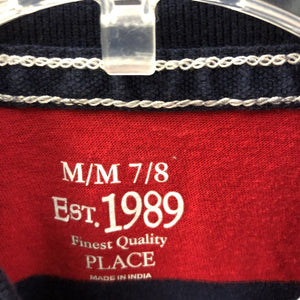 M/M 7/8
EST. 1989
Finest Quality
PLACE
MADE IN INDIA